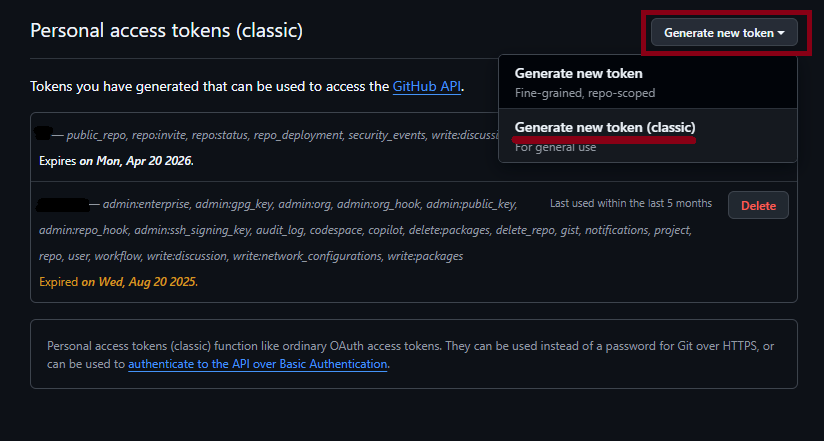 Personal access tokens (classic)
Generate new token
Generate new token
Fine-grained, repo-scoped
Generate new token (classic)
For general use
Tokens you have generated that can be used to access the GitHub API.
— public_repo, repo:invite, repo:status, repo_deployment, security_events, write:discussi
Expires on Mon, Apr 20 2026.
— admin:enterprise, admin:gpg_key, admin:org, admin:org_hook, admin:public_key,
admin:repo_hook, admin:ssh_signing_key, audit_log, codespace, copilot, delete:packages, delete_repo, gist, notifications, project,
repo, user, workflow, write:discussion, write:network_configurations, write:packages
Last used within the last 5 months
Delete
Expired on Wed, Aug 20 2025.
Personal access tokens (classic) function like ordinary OAuth access tokens. They can be used instead of a password for Git over HTTPS, or
can be used to authenticate to the API over Basic Authentication.